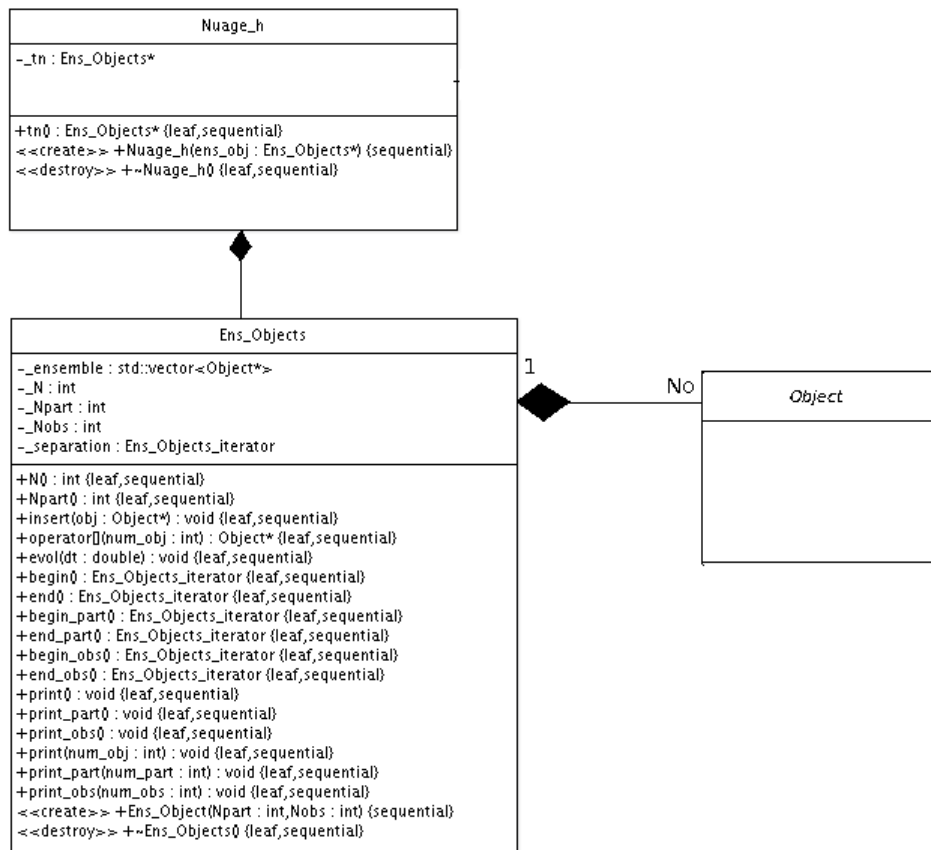 Nuage_h
-_tn : Ens_Objects*
+tn() : Ens_Objects* {leaf,sequential}
<<create>> +Nuage_h(ens_obj : Ens_Objects*) {sequential}
<<destroy>> +~Nuage_h() {leaf,sequential}
Ens_Objects
-_ensemble : std::vector<Object*>
-_N : int
-_Npart : int
-_Nobs : int
-_separation : Ens_Objects_iterator
+N() : int {leaf,sequential}
+Npart() : int {leaf,sequential}
+insert(obj : Object*) : void {leaf,sequential}
+operator[](num_obj : int) : Object* {leaf,sequential}
+evol(dt : double) : void {leaf,sequential}
+begin() : Ens_Objects_iterator {leaf,sequential}
+end() : Ens_Objects_iterator {leaf,sequential}
+begin_part() : Ens_Objects_iterator {leaf,sequential}
+end_part() : Ens_Objects_iterator {leaf,sequential}
+begin_obs() : Ens_Objects_iterator {leaf,sequential}
+end_obs() : Ens_Objects_iterator {leaf,sequential}
+print() : void {leaf,sequential}
+print_part() : void {leaf,sequential}
+print_obs() : void {leaf,sequential}
+print(num_obj : int) : void {leaf,sequential}
+print_part(num_part : int) : void {leaf,sequential}
+print_obs(num_obs : int) : void {leaf,sequential}
<<create>> +Ens_Object(Npart : int,Nobs : int) {sequential}
<<destroy>> +~Ens_Objects() {leaf,sequential}
1
No
Object